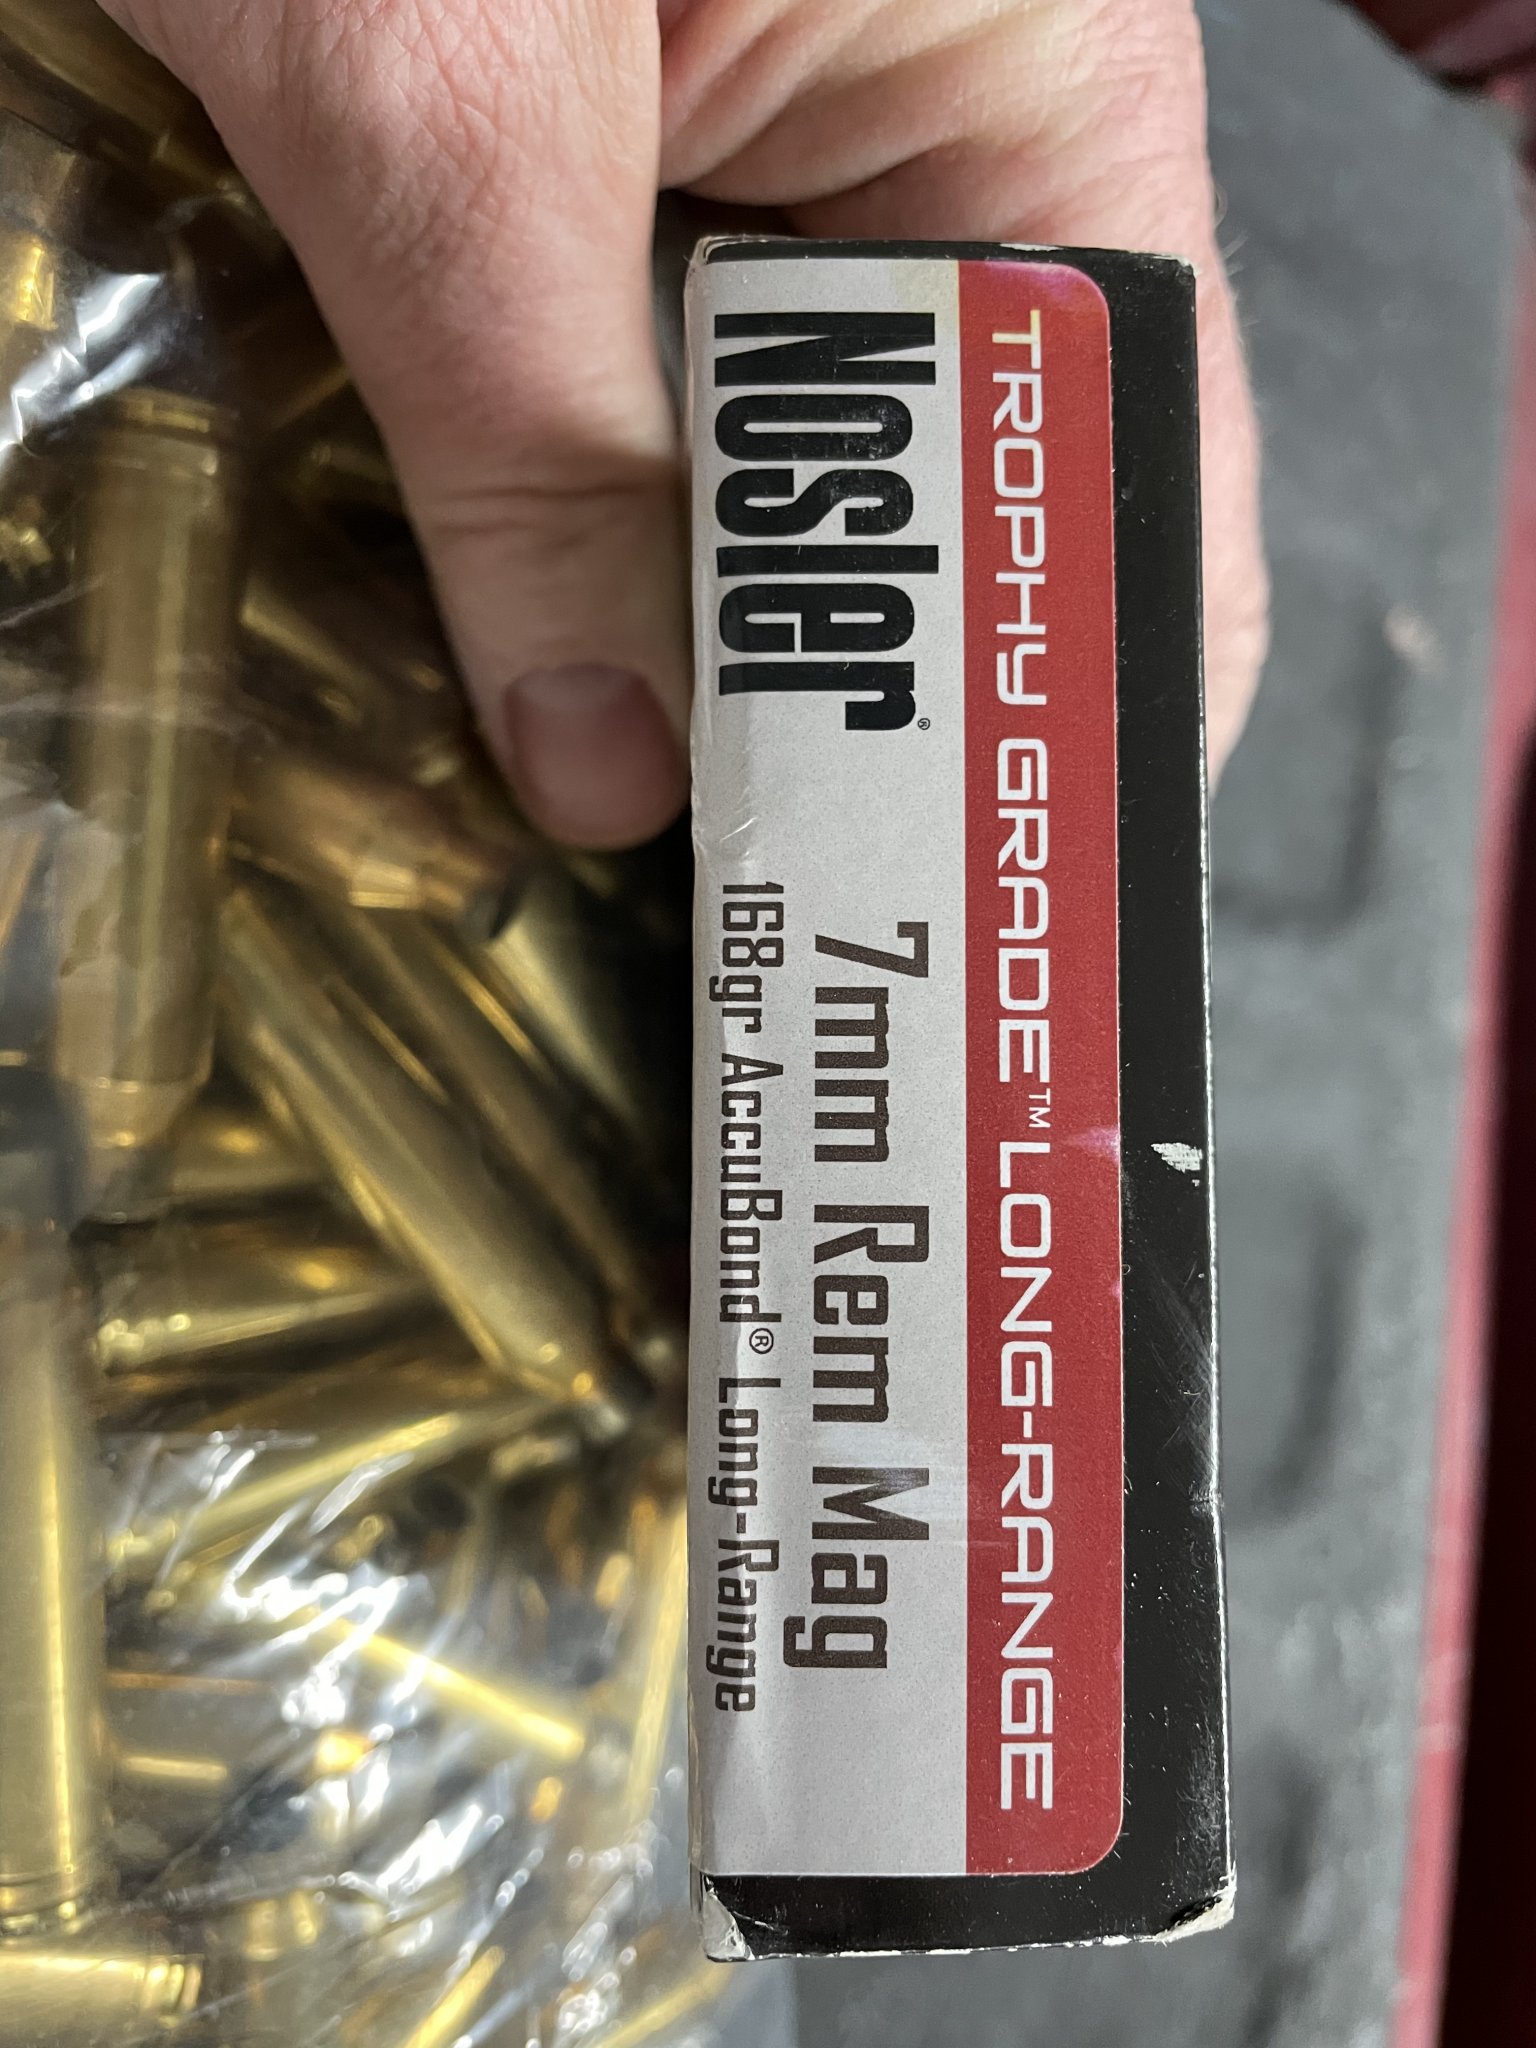 TROPHY GRADE™ LONG-RANGE
Nosler®
7mm Rem Mag
168gr AccuBond® Long-Range